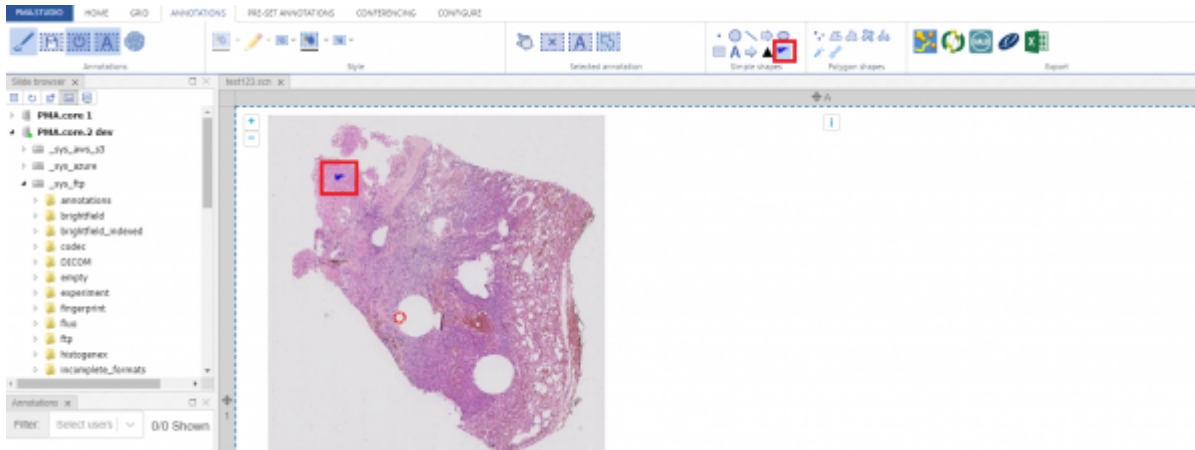 PMA.STUDIO HOME GRID ANNOTATIONS PRE-SET ANNOTATIONS CONFERENCING CONFIGURE
Annotations Style Selected annotation Simple shapes Polygon shapes Export
Slide browser test123.scn
A
PMA.core 1
PMA.core.2 dev
_sys_aws_s3
_sys_azure
_sys_ftp
annotations
brightfield
brightfield_indexed
codec
DICOM
empty
experiment
fingerprint
fluo
ftp
histogenex
incomplete_formats
Annotations
1
Filter: Select users 0/0 Shown